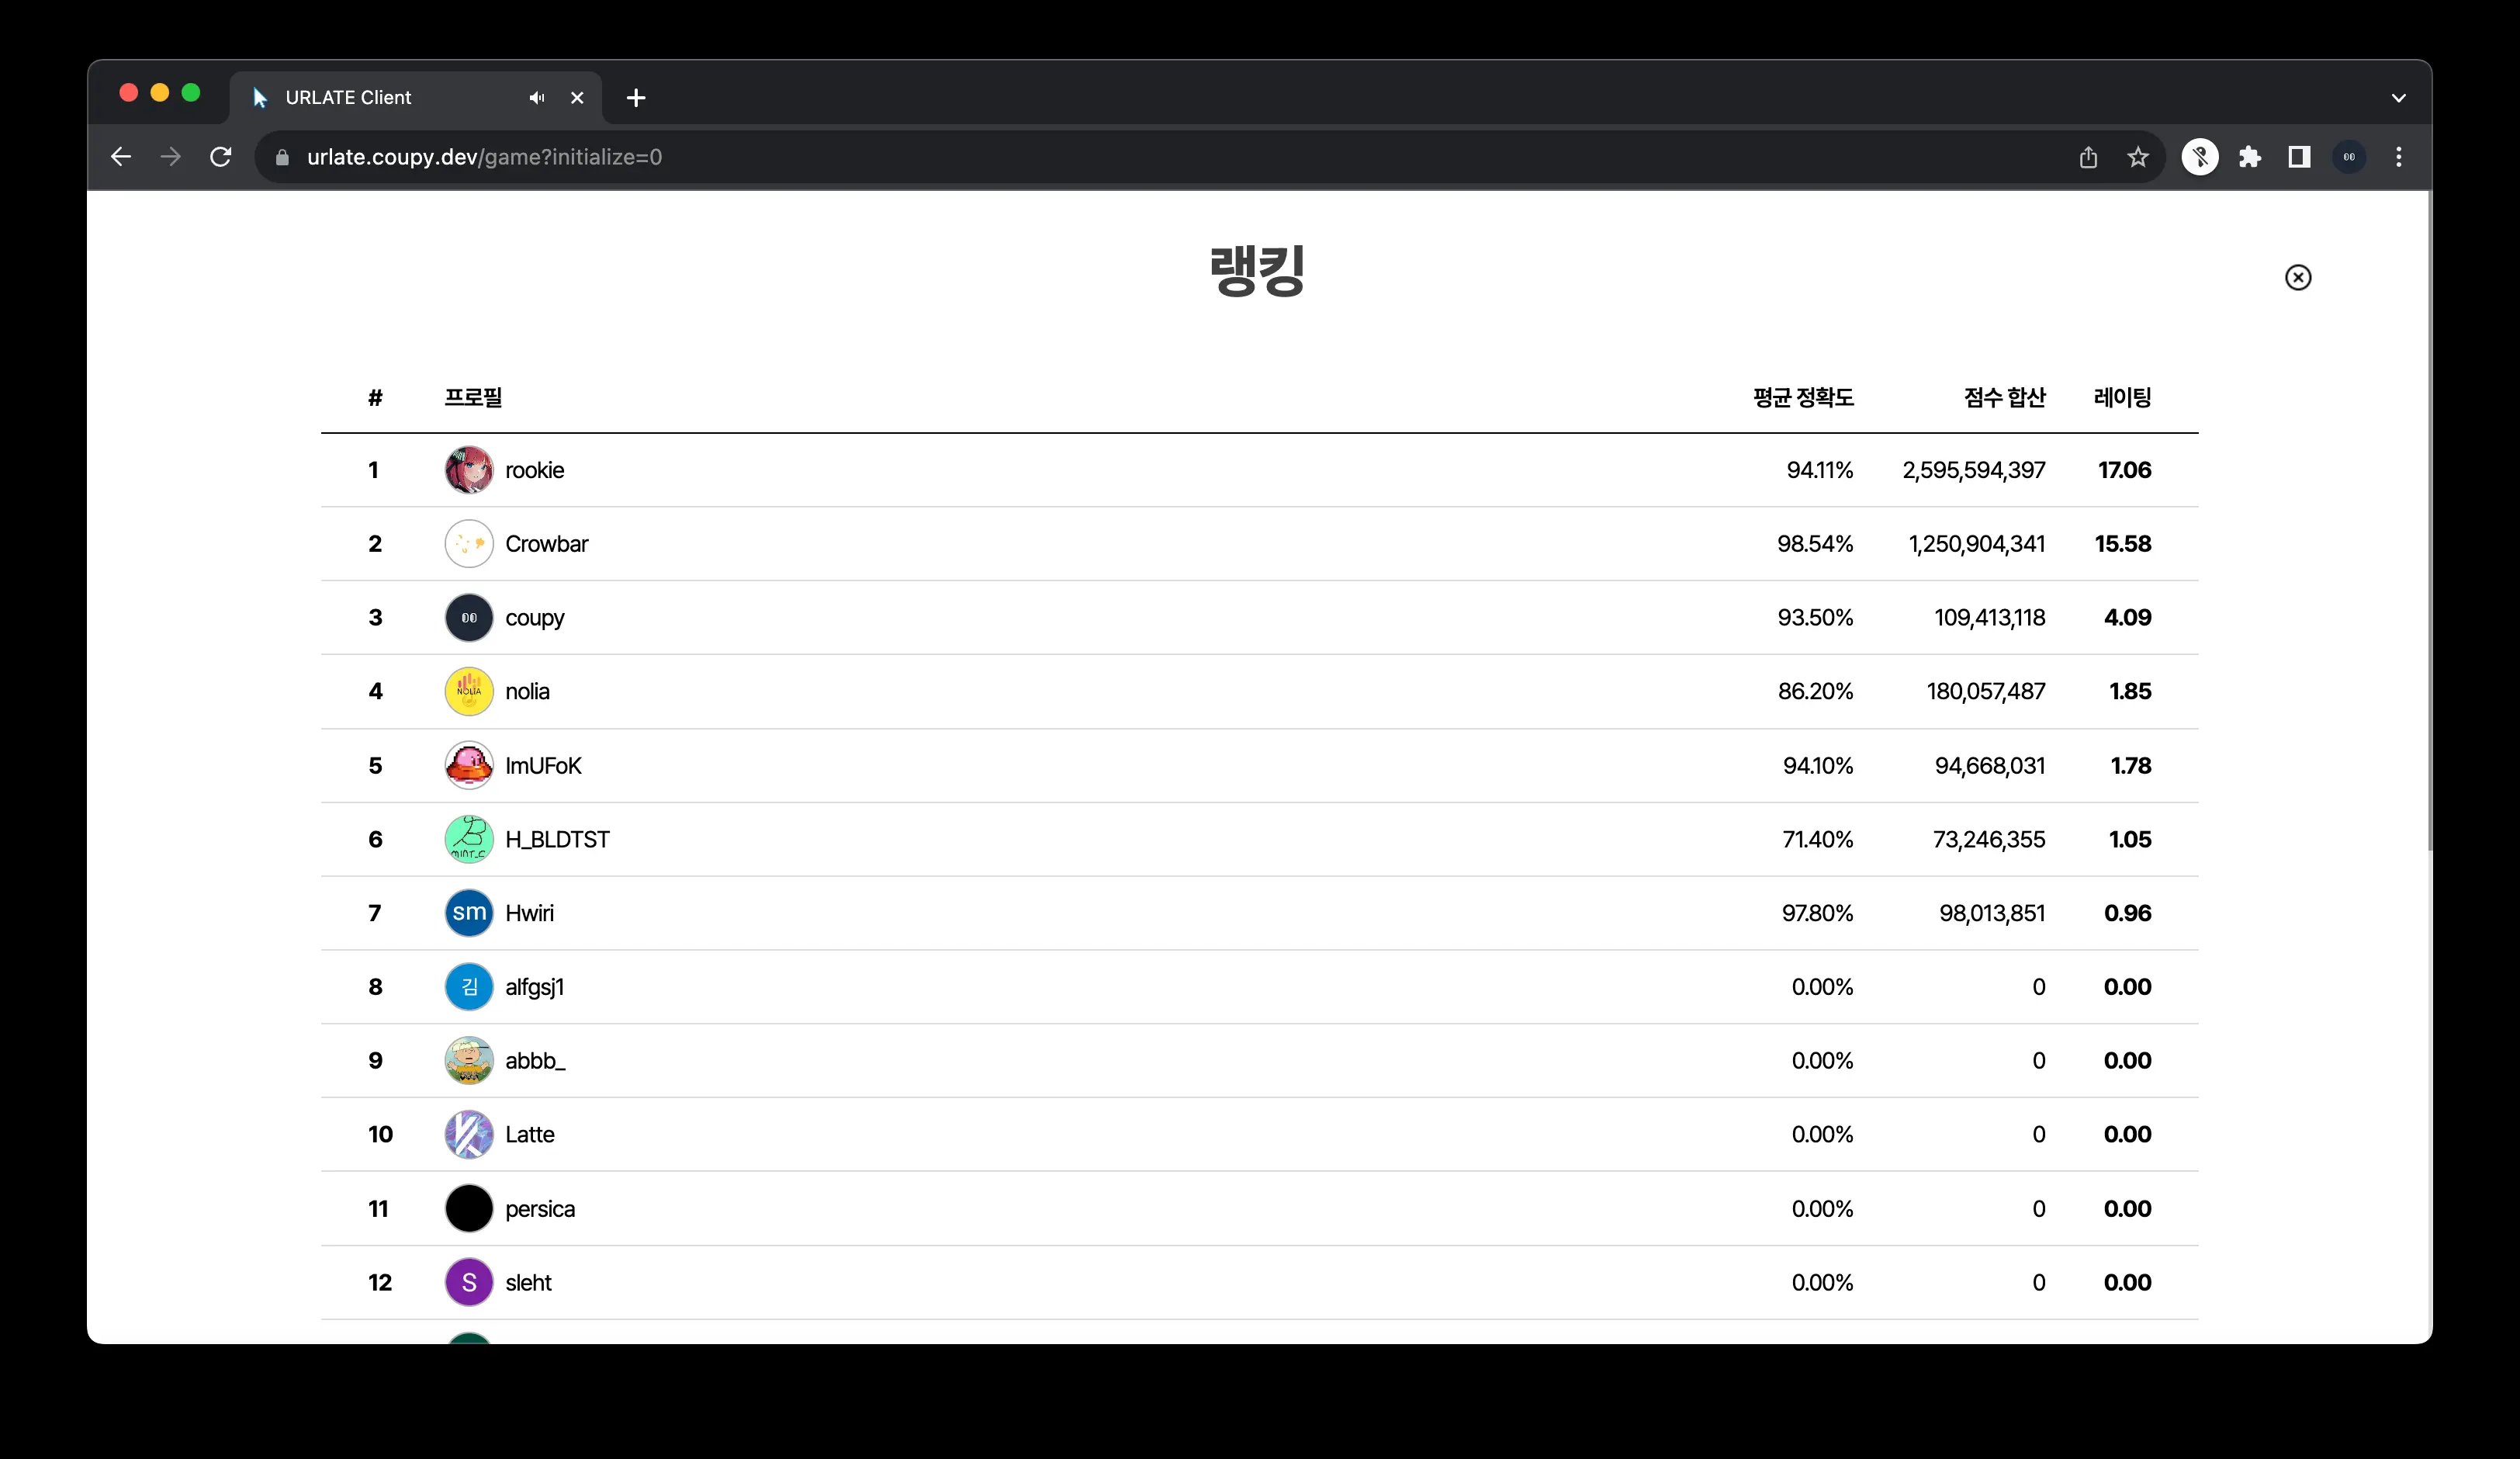 URLATE Client
urlate.coupy.dev/game?initialize=0
랭킹
# 프로필 평균 정확도 점수 합산 레이팅
1 rookie 94.11% 2,595,594,397 17.06
2 Crowbar 98.54% 1,250,904,341 15.58
3 coupy 93.50% 109,413,118 4.09
4 NOLIA nolia 86.20% 180,057,487 1.85
5 ImUFoK 94.10% 94,668,031 1.78
6 H_BLDTST 71.40% 73,246,355 1.05
7 sm Hwiri 97.80% 98,013,851 0.96
8 김 alfgsj1 0.00% 0 0.00
9 abbb_ 0.00% 0 0.00
10 Latte 0.00% 0 0.00
11 persica 0.00% 0 0.00
12 S sleht 0.00% 0 0.00